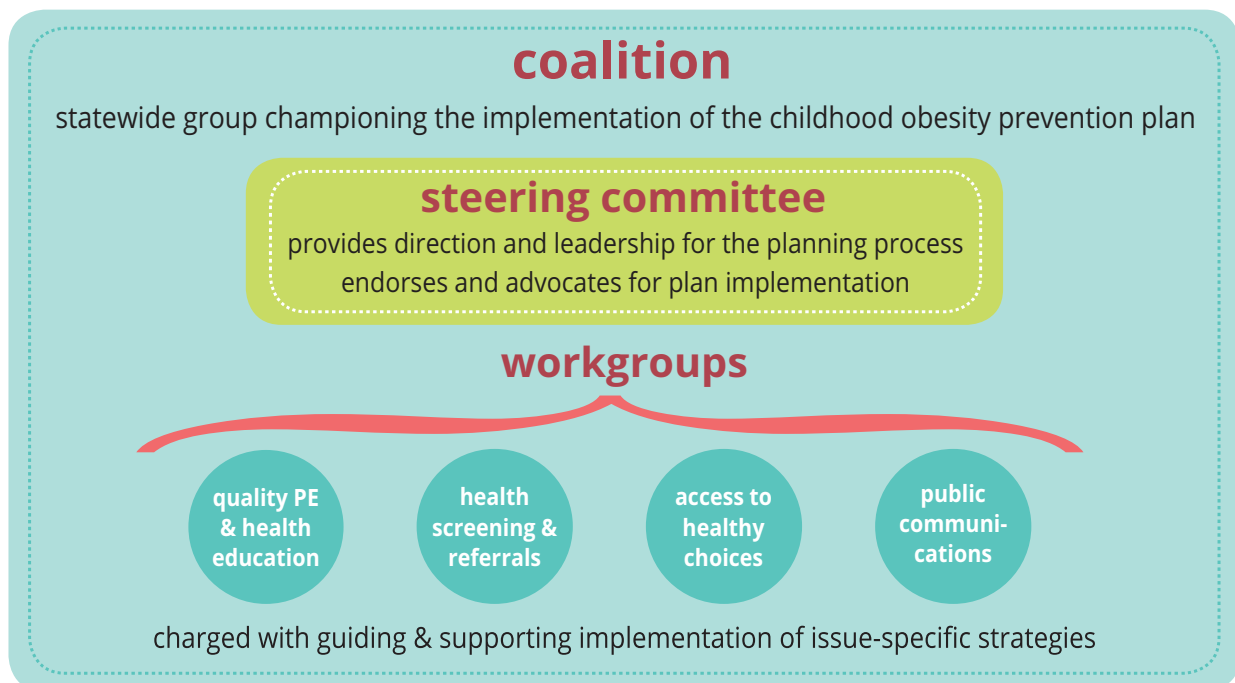 coalition
statewide group championing the implementation of the childhood obesity prevention plan
steering committee
provides direction and leadership for the planning process
endorses and advocates for plan implementation
workgroups
quality PE
& health
education
health
screening &
referrals
access to
healthy
choices
public
communi-
cations
charged with guiding & supporting implementation of issue-specific strategies